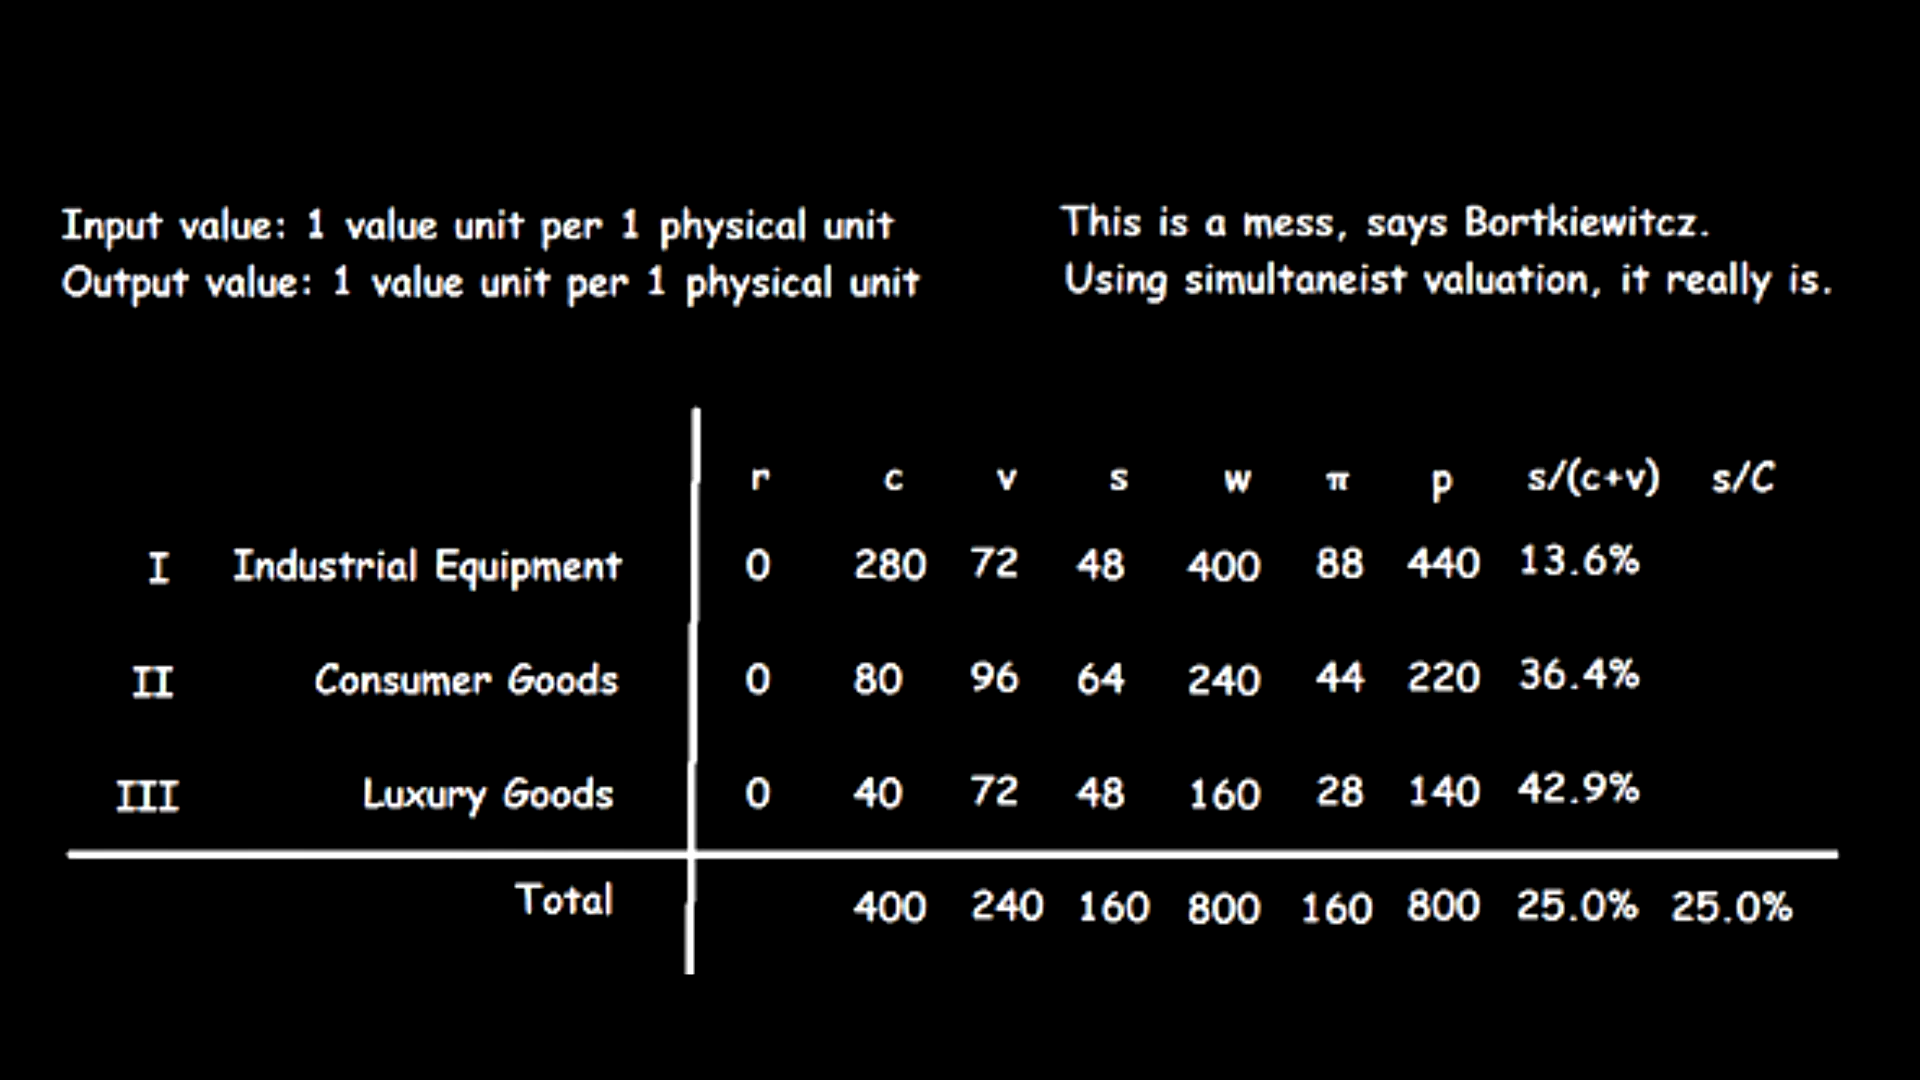 Input value: 1 value unit per 1 physical unit
Output value: 1 value unit per 1 physical unit
This is a mess, says Bortkiewitcz.
Using simultaneist valuation, it really is.
r c v s w π p s/(c+v) s/C
I Industrial Equipment 0 280 72 48 400 88 440 13.6%
II Consumer Goods 0 80 96 64 240 44 220 36.4%
III Luxury Goods 0 40 72 48 160 28 140 42.9%
Total 400 240 160 800 160 800 25.0% 25.0%